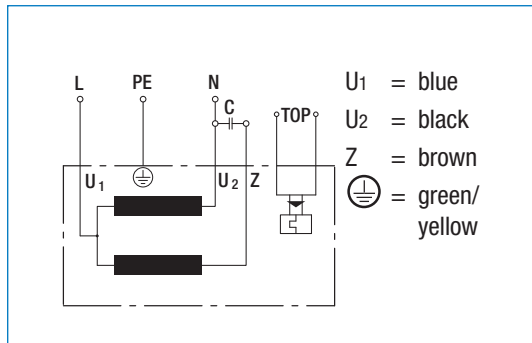 L PE N
C
TOP
U1 U2 Z
U1 = blue
U2 = black
Z = brown
= green/
yellow